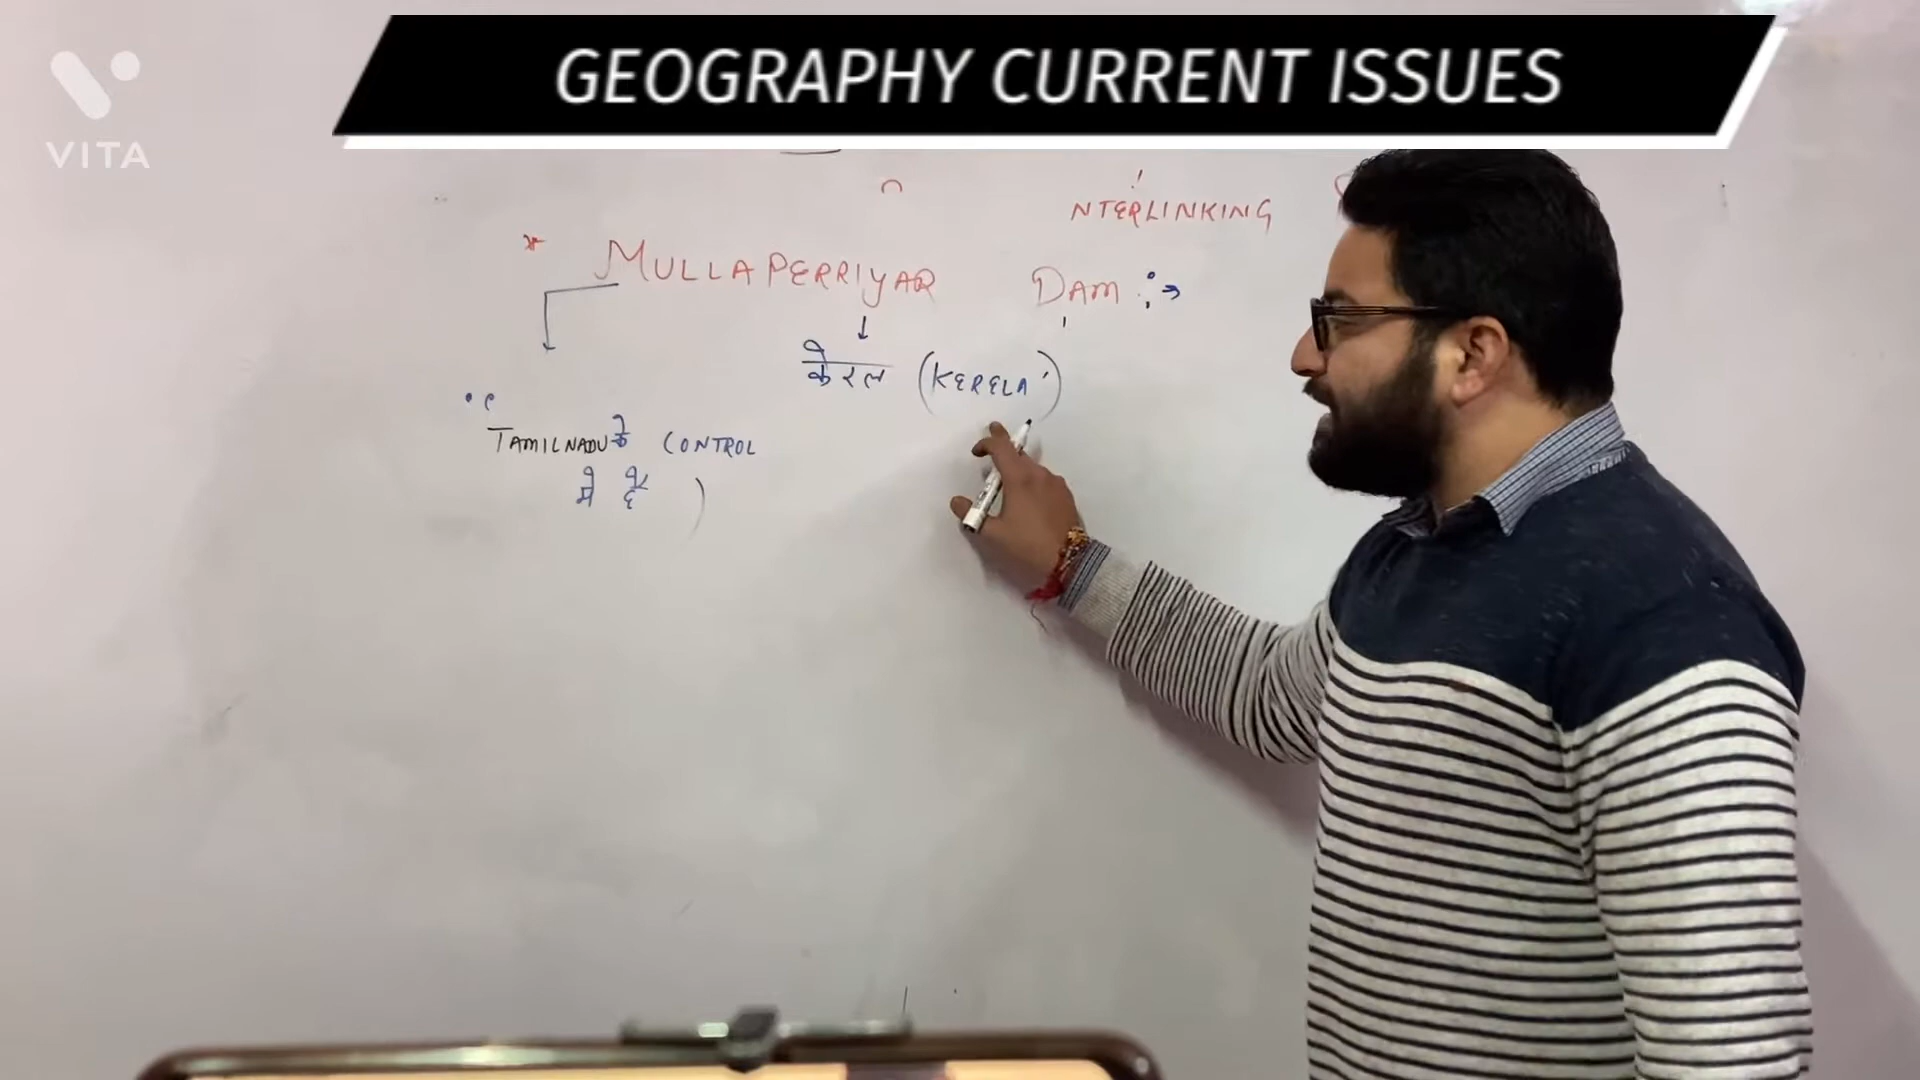 GEOGRAPHY CURRENT ISSUES
VITA
NTERLINKING
* MULLAPERRIYAR DAM :→
केरल (KERELA)
TAMILNADU के CONTROL
में है )